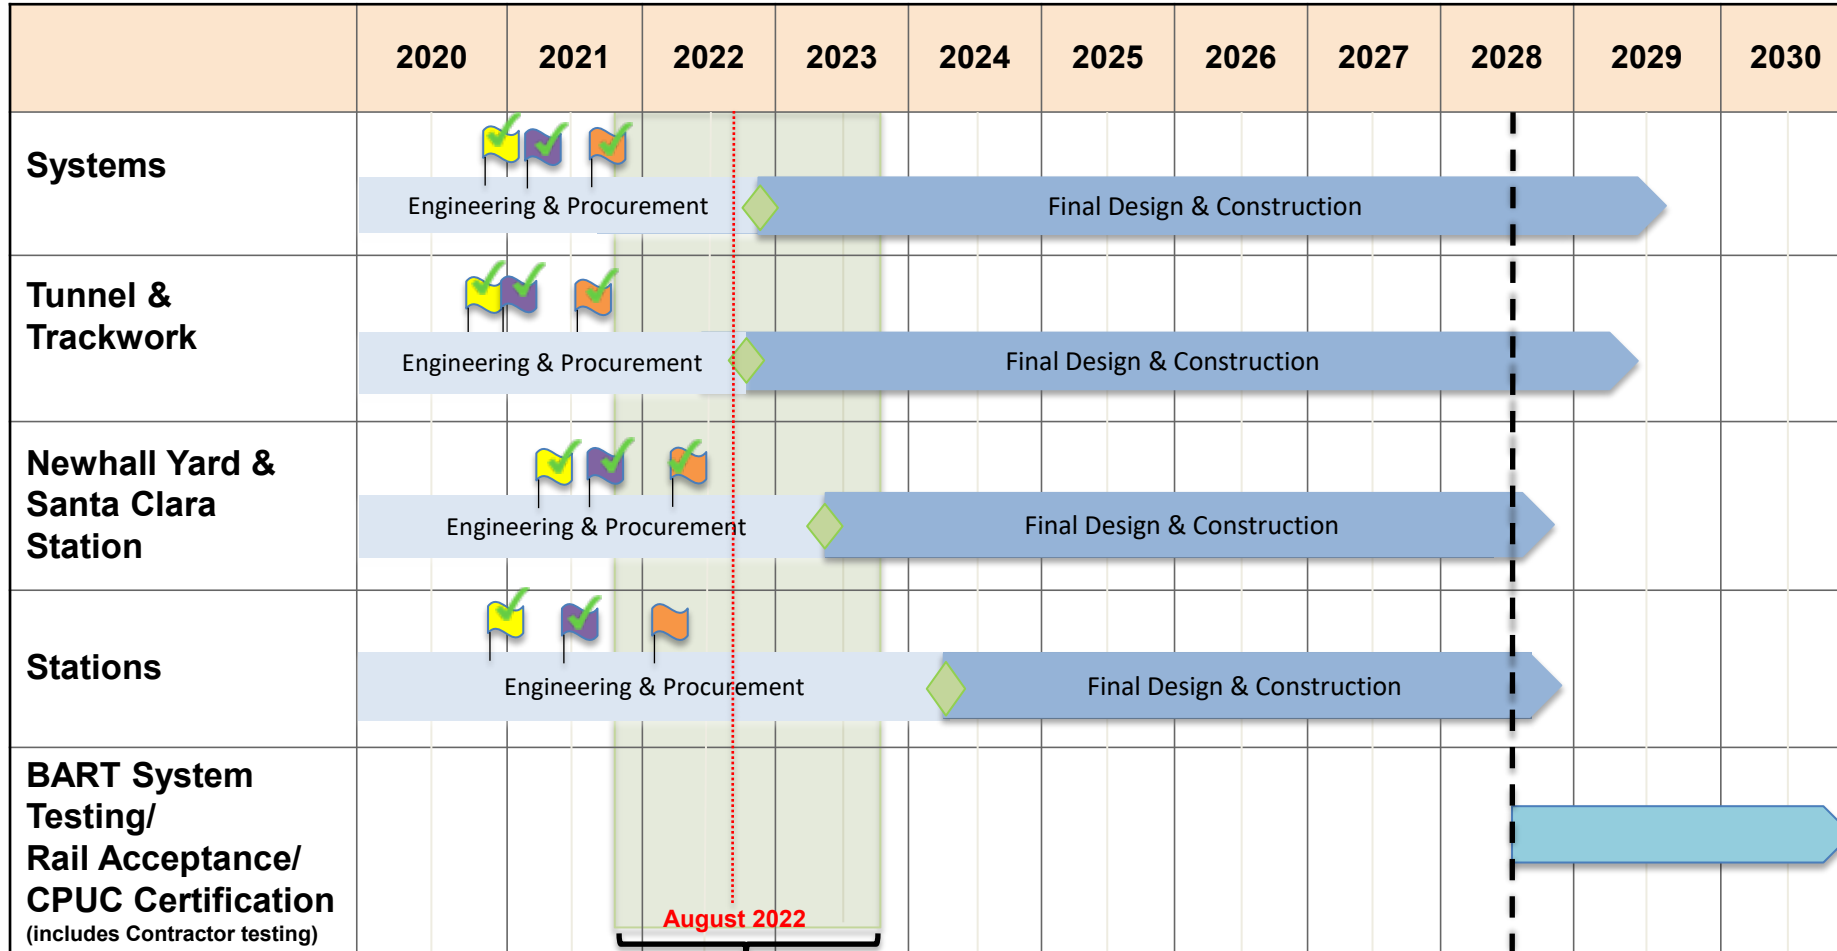 2020 2021 2022 2023 2024 2025 2026 2027 2028 2029 2030
Systems
Engineering & Procurement
Final Design & Construction
Tunnel &
Trackwork
Engineering & Procurement
Final Design & Construction
Newhall Yard &
Santa Clara
Station
Engineering & Procurement
Final Design & Construction
Stations
Engineering & Procurement
Final Design & Construction
BART System
Testing/
Rail Acceptance/
CPUC Certification
(includes Contractor testing)
August 2022